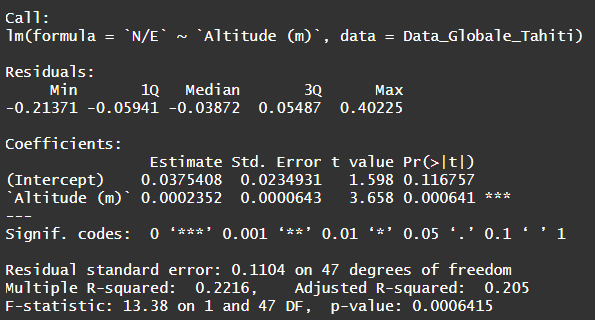 Call:
lm(formula = `N/E` ~ `Altitude (m)`, data = Data_Globale_Tahiti)
Residuals:
Min 1Q Median 3Q Max
-0.21371 -0.05941 -0.03872 0.05487 0.40225
Coefficients:
Estimate Std. Error t value Pr(>|t|)
(Intercept) 0.0375408 0.0234931 1.598 0.116757
`Altitude (m)` 0.0002352 0.0000643 3.658 0.000641 ***
---
Signif. codes: 0 ‘***’ 0.001 ‘**’ 0.01 ‘*’ 0.05 ‘.’ 0.1 ‘ ’ 1
Residual standard error: 0.1104 on 47 degrees of freedom
Multiple R-squared: 0.2216, Adjusted R-squared: 0.205
F-statistic: 13.38 on 1 and 47 DF, p-value: 0.0006415